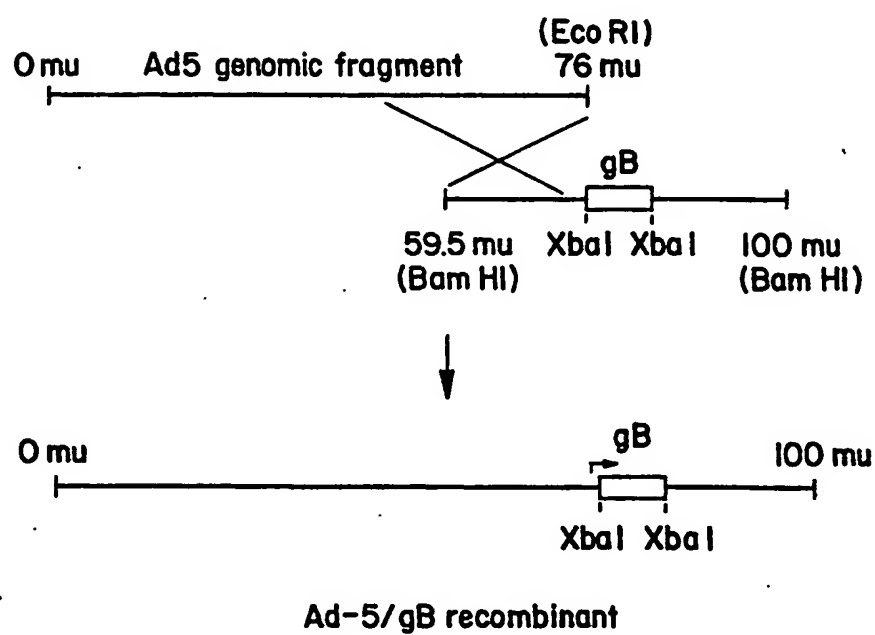 (Eco RI)
0 mu Ad5 genomic fragment 76 mu
gB
59.5 mu XbaI XbaI 100 mu
(Bam HI) (Bam HI)
0 mu gB 100 mu
XbaI XbaI
Ad-5/gB recombinant